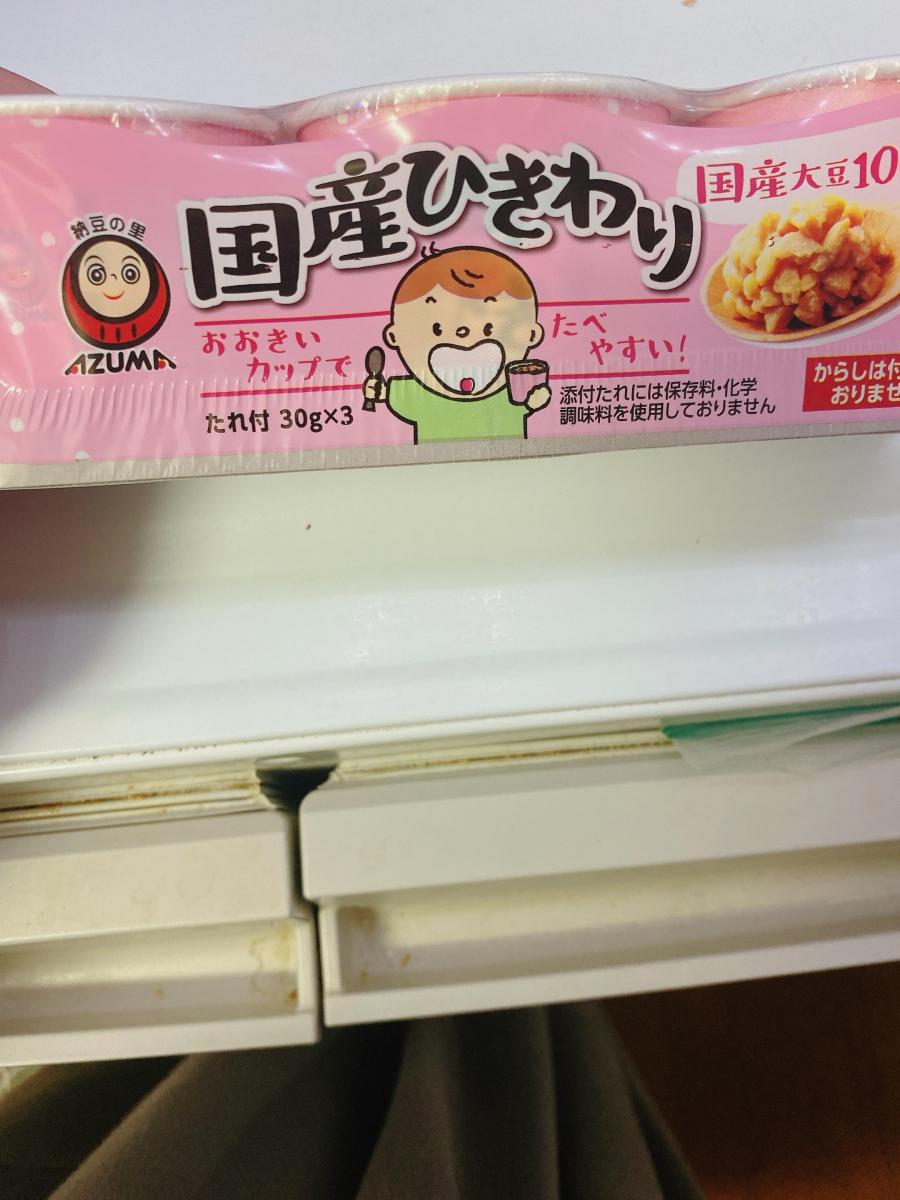 納豆の里
AZUMA
国産ひきわり
国産大豆10
おおきい
カップで
たべ
やすい!
たれ付 30g×3
添付たれには保存料・化学
調味料を使用しておりません
からしは付
おりませ